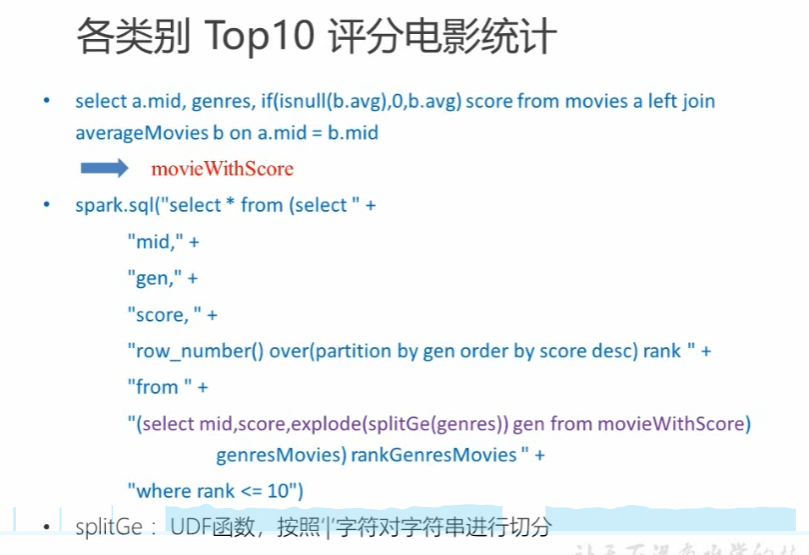 各类别 Top10 评分电影统计
• select a.mid, genres, if(isnull(b.avg),0,b.avg) score from movies a left join
averageMovies b on a.mid = b.mid
movieWithScore
• spark.sql("select * from (select " +
"mid," +
"gen," +
"score, " +
"row_number() over(partition by gen order by score desc) rank " +
"from " +
"(select mid,score,explode(splitGe(genres)) gen from movieWithScore)
genresMovies) rankGenresMovies " +
"where rank <= 10")
• splitGe ：UDF函数，按照'|'字符对字符串进行切分